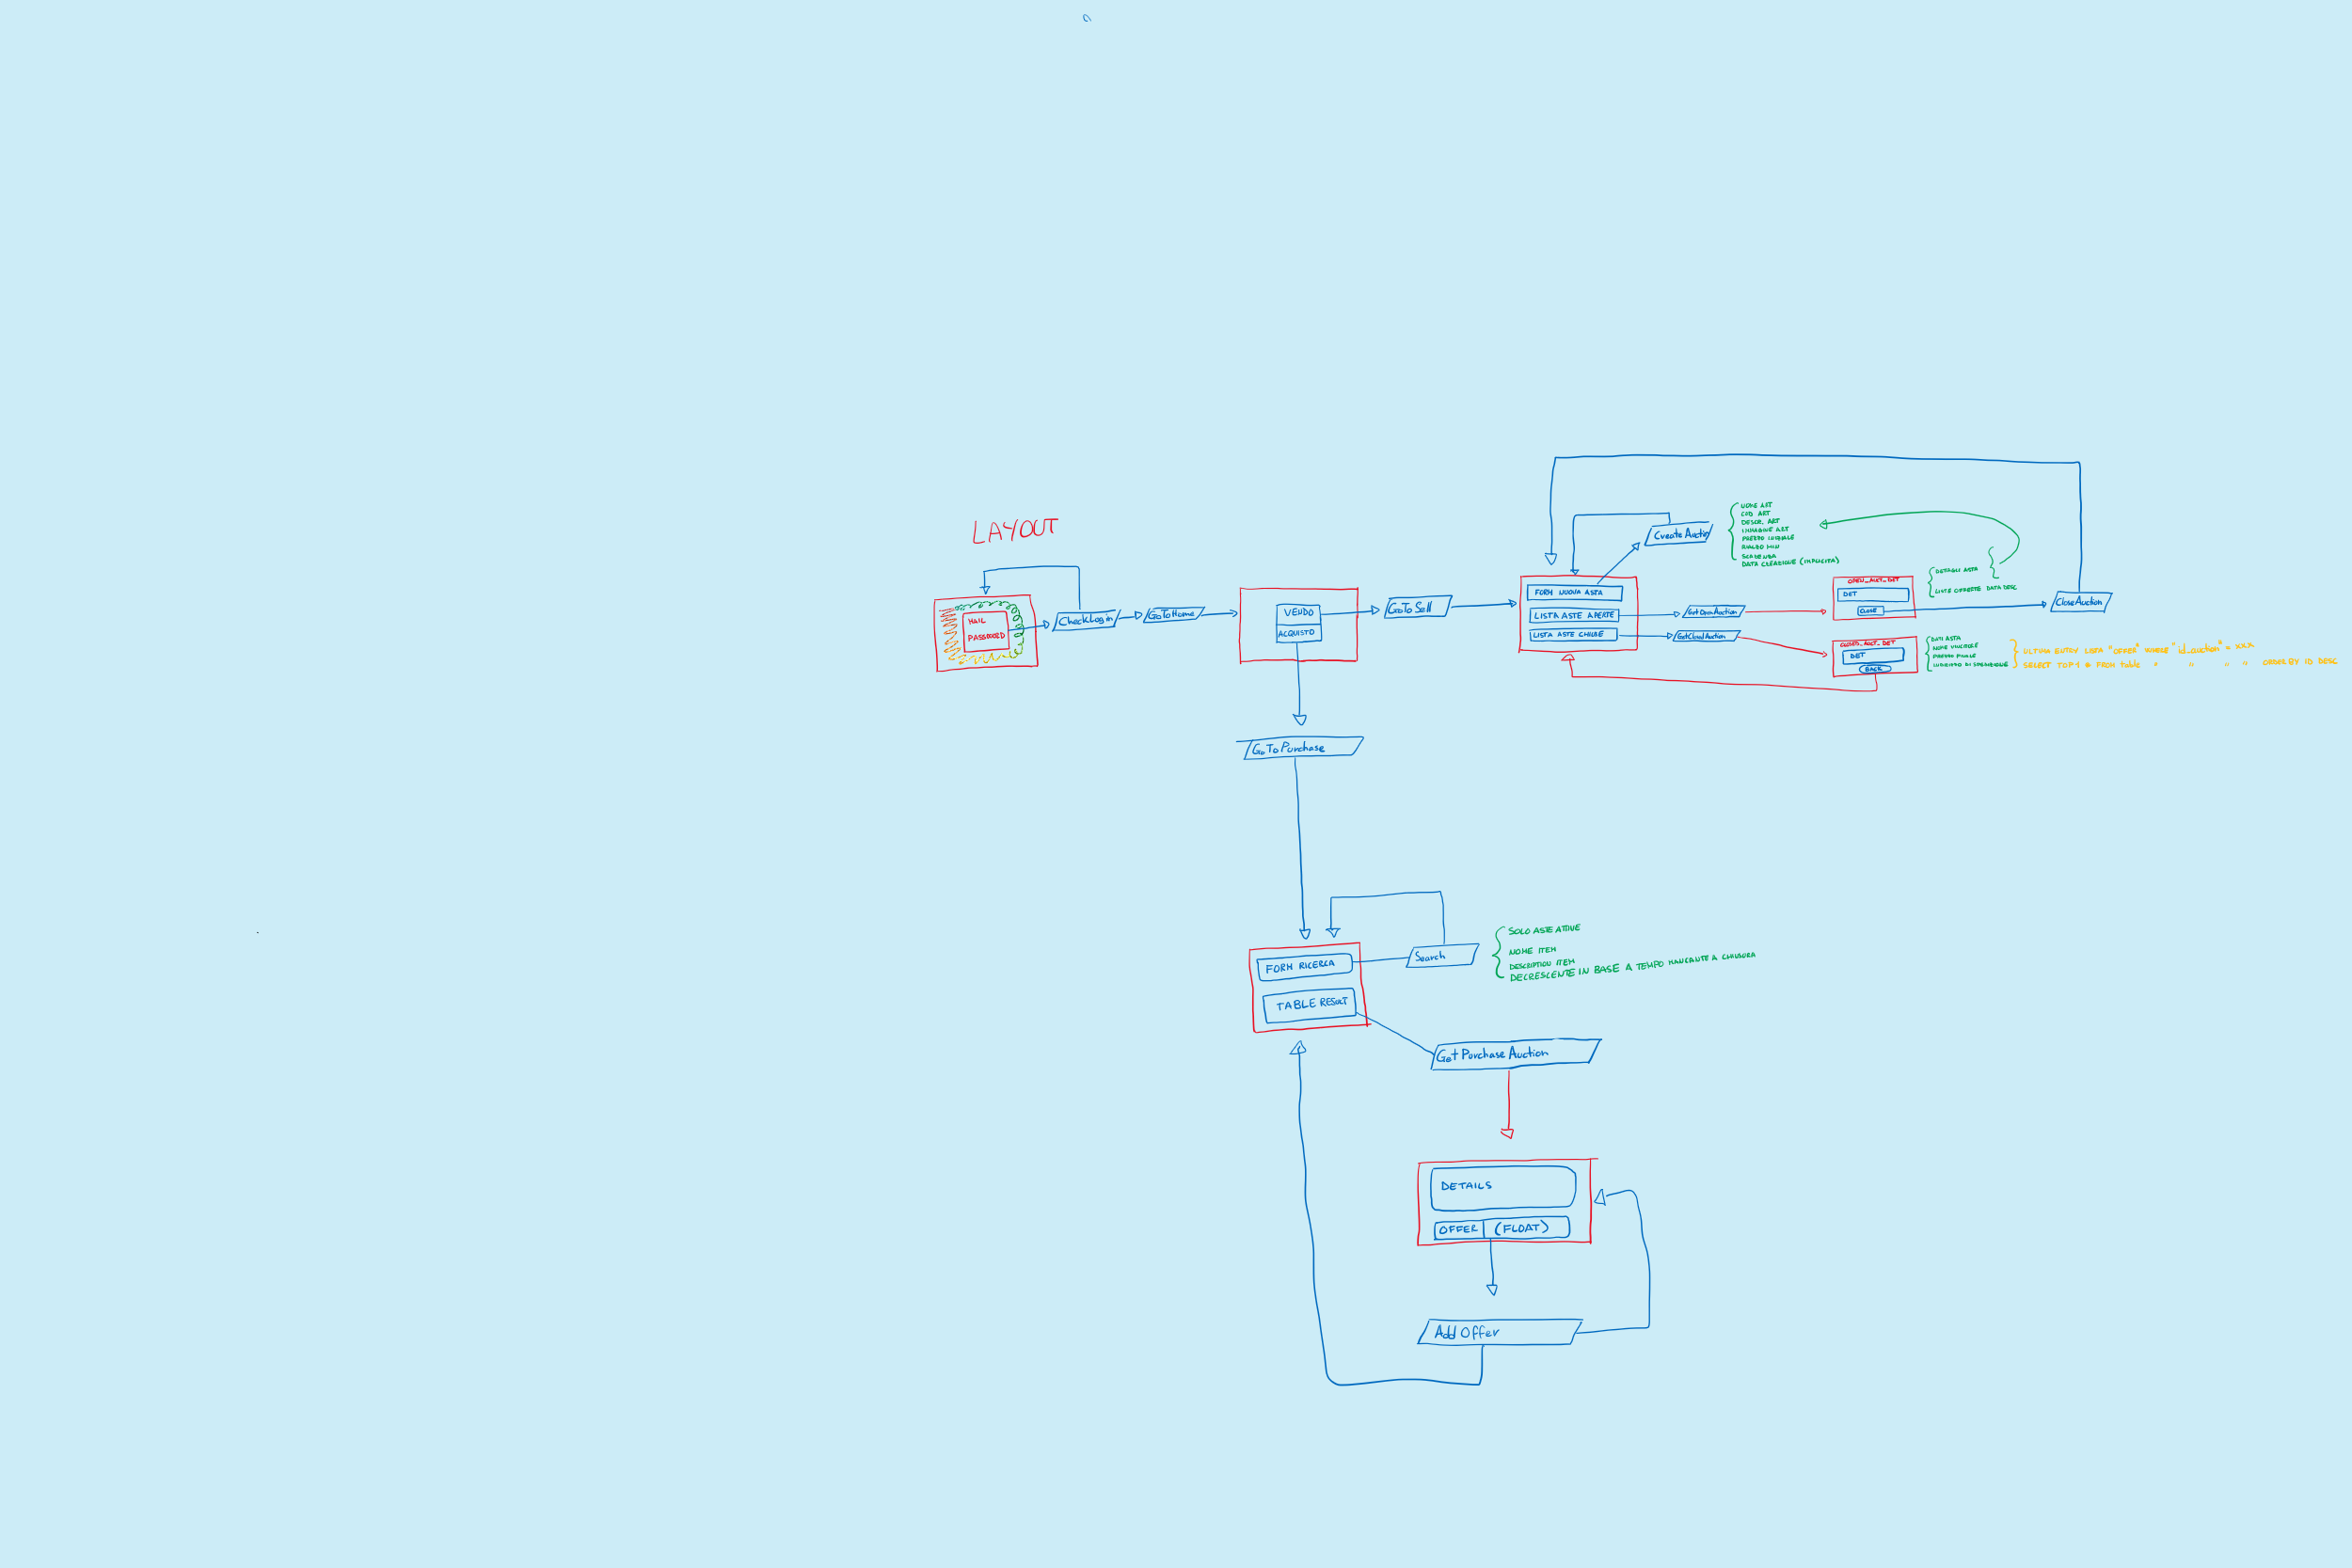 LAYOUT
MAIL
PASSWORD
CheckLogin
GoToHome
VENDO
ACQUISTO
GoTo Sell
FORM NUOVA ASTA
LISTA ASTE APERTE
LISTA ASTE CHIUSE
CreateAuctio
NOME ART
COD ART
DESCR. ART
IMMAGINE ART
PREZZO INIZIALE
RIALZO MIN
SCADENZA
DATA CREAZIONE (IMPLICITA)
GetOpenAuction
OPEN_AUCT_DET
DET
CLOSE
DETAGLI ASTA
LISTE OFFERTE DATA DESC
CloseAuction
GetClosdAuction
CLOSED_AUCT_DET
DET
BACK
DATI ASTA
NOME VINCITORE
PREZZO FINALE
INDIRIZZO DI SPEDIZIONE
ULTIMA ENTRY LISTA "OFFER" WHERE "id_auction" = XXX
SELECT TOP 1 * FROM table " " " " ORDER BY ID DESC
GoToPurchase
FORM RICERCA
TABLE RESULT
Search
SOLO ASTE ATTIVE
NOME ITEM
DESCRIPTION ITEM
DECRESCENTE IN BASE A TEMPO MANCANTE A CHIUSURA
Get Purchase Auction
DETAILS
OFFER (FLOAT)
Add Offer